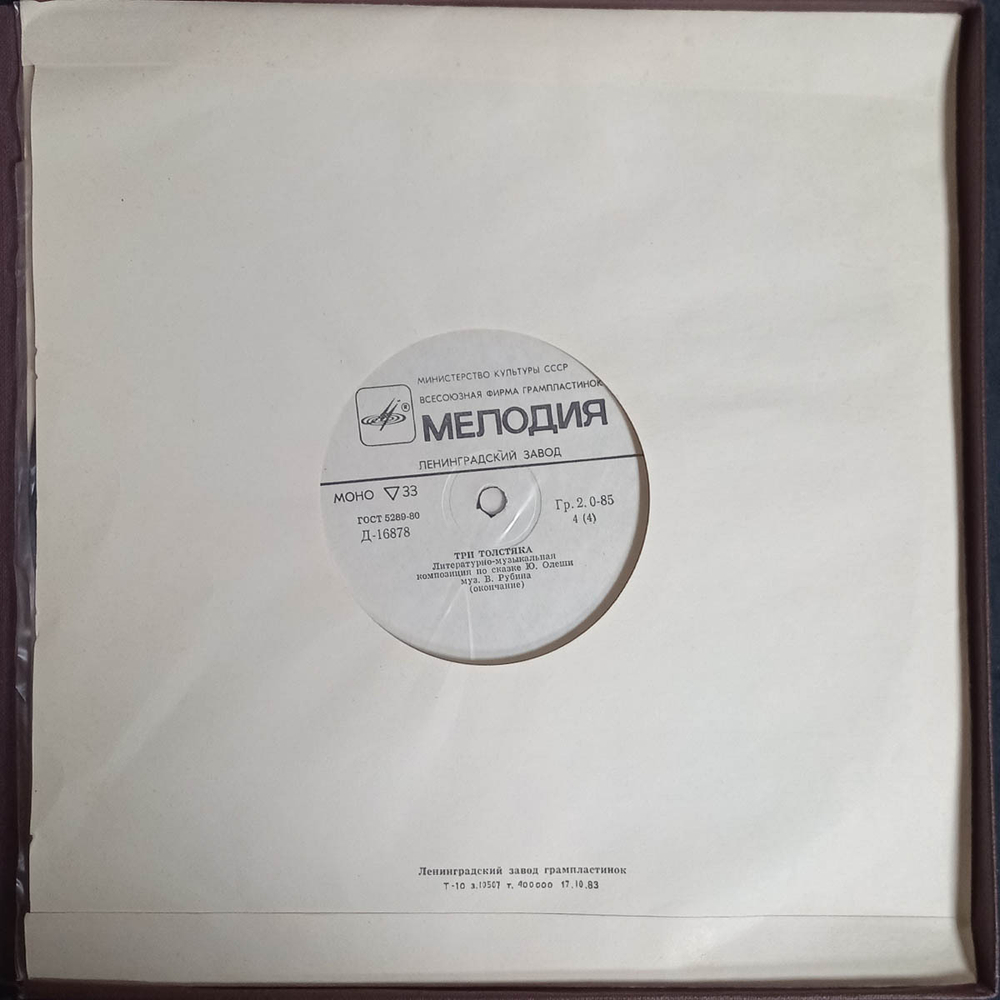 МИНИСТЕРСТВО КУЛЬТУРЫ СССР
ВСЕСОЮЗНАЯ ФИРМА ГРАМПЛАСТИНОК
®
МЕЛОДИЯ
ЛЕНИНГРАДСКИЙ ЗАВОД
МОНО ▽ 33
ГОСТ 5289-80
Д-16878
Гр. 2. 0-85
4 (4)
ТРИ ТОЛСТЯКА
Литературно-музыкальная
композиция по сказке Ю. Олеши
муз. В. Рубина
(окончание)
Ленинградский завод грампластинок
Т-10 з.19567 т. 400000 17.10.83